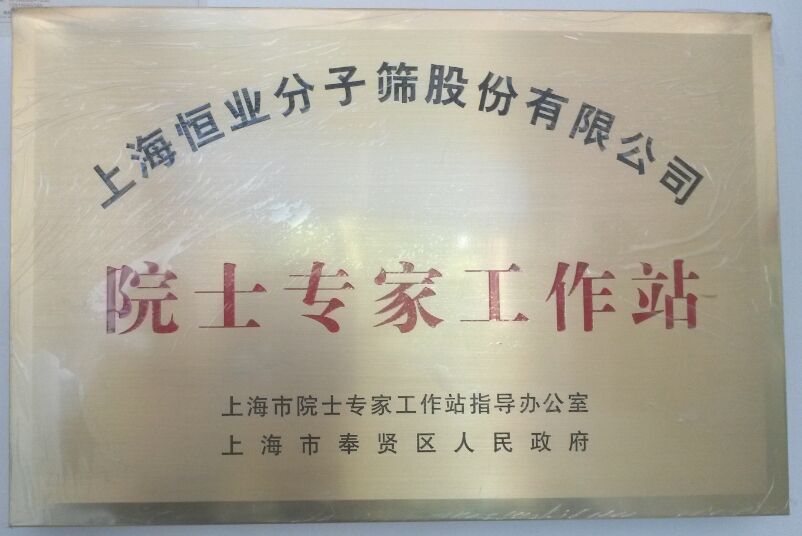 上海恒业分子筛股份有限公司
院士专家工作站
上海市院士专家工作站指导办公室
上海市奉贤区人民政府